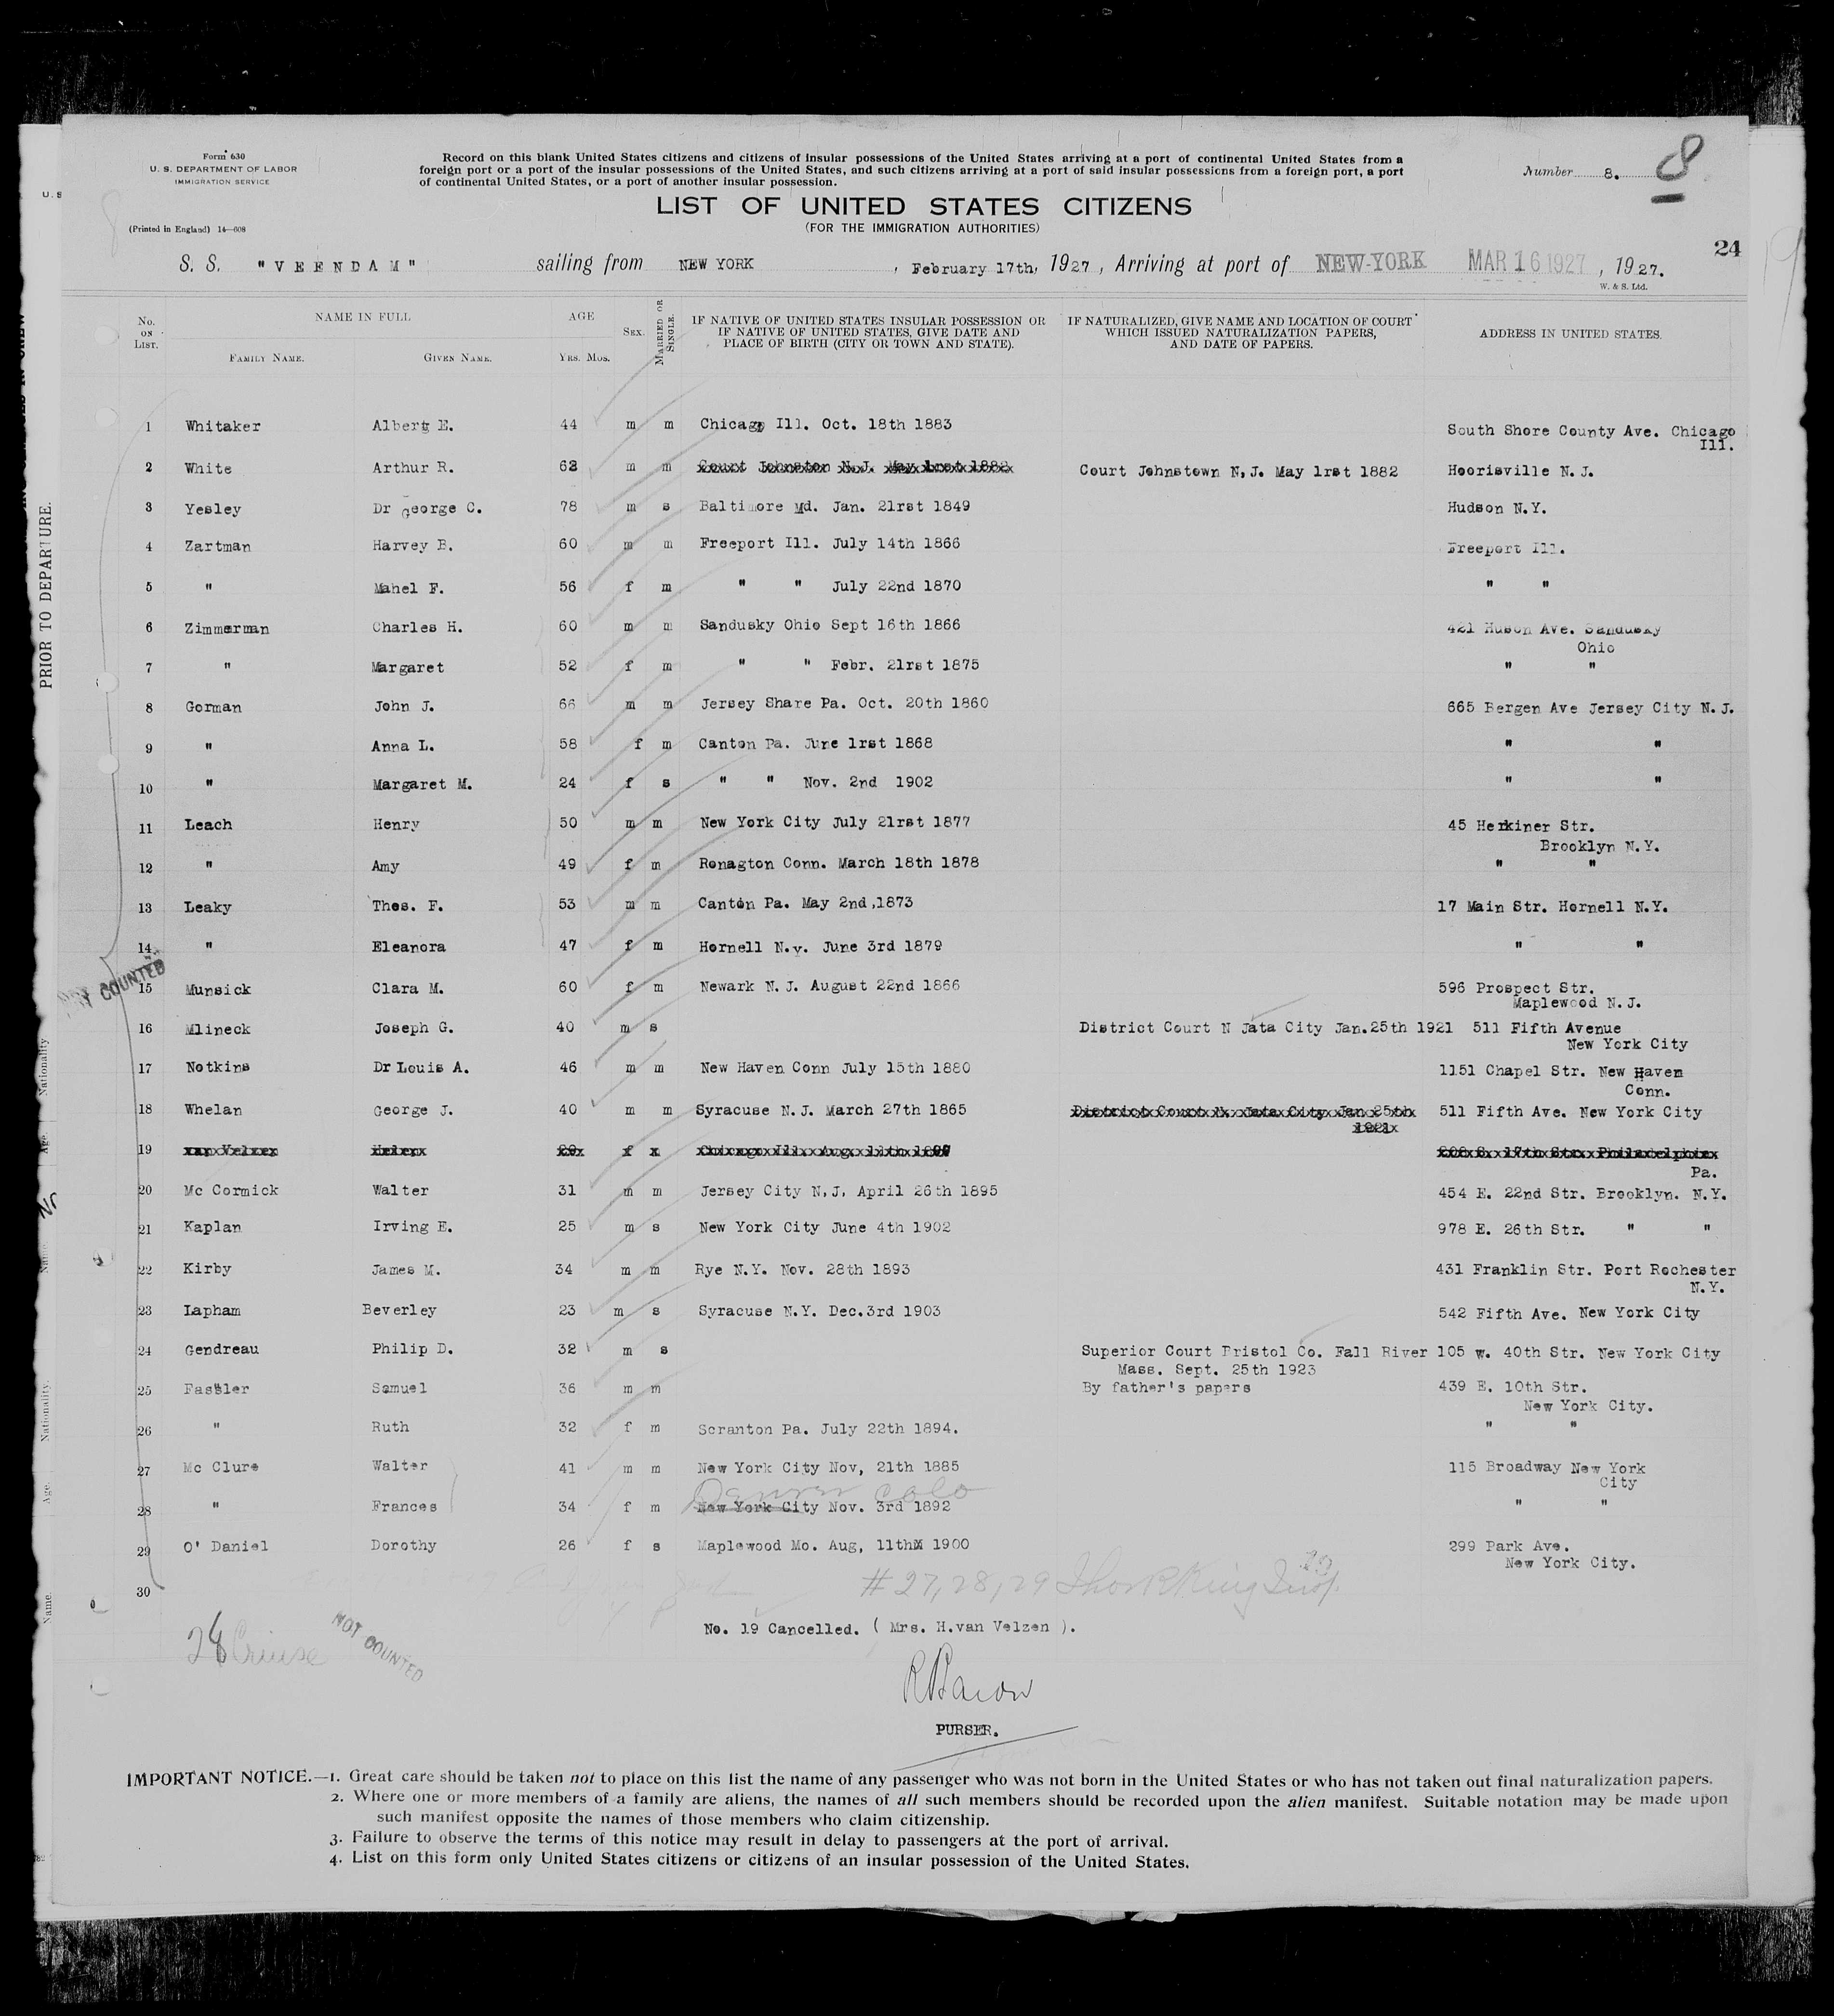 Form 630
U. S. DEPARTMENT OF LABOR
IMMIGRATION SERVICE
(Printed in England) 14—608
Record on this blank United States citizens and citizens of insular possessions of the United States arriving at a port of continental United States from a
foreign port or a port of the insular possessions of the United States, and such citizens arriving at a port of said insular possessions from a foreign port, a port
of continental United States, or a port of another insular possession.
Number 8. 8
LIST OF UNITED STATES CITIZENS
(FOR THE IMMIGRATION AUTHORITIES)
24
S. S. "VEENDAM" sailing from NEW YORK , February 17th, 1927, Arriving at port of NEW-YORK MAR 16 1927 , 1927.
W. & S. Ltd.
No. ON LIST. NAME IN FULL FAMILY NAME. GIVEN NAME. AGE YRS. MOS. SEX. MARRIED OR SINGLE. IF NATIVE OF UNITED STATES INSULAR POSSESSION OR IF NATIVE OF UNITED STATES, GIVE DATE AND PLACE OF BIRTH (CITY OR TOWN AND STATE). IF NATURALIZED, GIVE NAME AND LOCATION OF COURT WHICH ISSUED NATURALIZATION PAPERS, AND DATE OF PAPERS. ADDRESS IN UNITED STATES.
1 Whitaker Albert E. 44 m m Chicago Ill. Oct. 18th 1883 South Shore County Ave. Chicago
Ill.
2 White Arthur R. 62 m m Court Johnston N.J. May 1rst 1882 Court Johnstown N,J. May 1rst 1882 Hoorisville N.J.
3 Yesley Dr George C. 78 m s Baltimore Md. Jan. 21rst 1849 Hudson N.Y.
4 Zartman Harvey B. 60 m m Freeport Ill. July 14th 1866 Freeport Ill.
5 " Mahel F. 56 f m " " July 22nd 1870 " "
6 Zimmerman Charles H. 60 m m Sandusky Ohio Sept 16th 1866 421 Huson Ave. Sandusky
Ohio
7 " Margaret 52 f m " " Febr. 21rst 1875 " "
8 Gorman John J. 66 m m Jersey Share Pa. Oct. 20th 1860 665 Bergen Ave Jersey City N.J.
9 " Anna L. 58 f m Canton Pa. June 1rst 1868 " "
10 " Margaret M. 24 f s " " Nov. 2nd 1902 " "
11 Leach Henry 50 m m New York City July 21rst 1877 45 Herkiner Str.
Brooklyn N.Y.
12 " Amy 49 f m Ronagton Conn. March 18th 1878 " "
13 Leaky Thos. F. 53 m m Canton Pa. May 2nd,1873 17 Main Str. Hornell N.Y.
14 " Eleanora 47 f m Hornell N.y. June 3rd 1879 " "
COUNTED
15 Munsick Clara M. 60 f m Newark N.J. August 22nd 1866 596 Prospect Str.
Maplewood N.J.
16 Mlineck Joseph G. 40 m s District Court N Jata City Jan.25th 1921 511 Fifth Avenue
New York City
17 Notkins Dr Louis A. 46 m m New Haven Conn July 15th 1880 1151 Chapel Str. New Haven
Conn.
18 Whelan George J. 40 m m Syracuse N.J. March 27th 1865 District Court N. Jata City Jan 25th 511 Fifth Ave. New York City
1921
19 van Velzen Helen f 17th Str. Philadelphia
Pa.
20 Mc Cormick Walter 31 m m Jersey City N,J, April 26th 1895 454 E. 22nd Str. Brooklyn. N.Y.
21 Kaplan Irving E. 25 m s New York City June 4th 1902 978 E. 26th Str. " "
22 Kirby James M. 34 m m Rye N.Y. Nov. 28th 1893 431 Franklin Str. Port Rochester
N.Y.
23 Lapham Beverley 23 m s Syracuse N.Y. Dec.3rd 1903 542 Fifth Ave. New York City
24 Gendreau Philip D. 32 m s Superior Court Bristol Co. Fall River 105 w. 40th Str. New York City
Mass. Sept. 25th 1923
25 Fassler Samuel 36 m m By father's papers 439 E. 10th Str.
New York City.
26 " Ruth 32 f m Scranton Pa. July 22th 1894. " "
27 Mc Clure Walter 41 m m New York City Nov, 21th 1885 115 Broadway New York
City
Denver Colo
28 " Frances 34 f m New York City Nov. 3rd 1892 " "
29 O' Daniel Dorothy 26 f s Maplewood Mo. Aug, 11th 1900 299 Park Ave.
New York City.
30 # 27, 28, 29
No. 19 Cancelled. ( Mrs. H.van Velzen ).
28 Cruise NOT COUNTED
PURSER.
IMPORTANT NOTICE.—1. Great care should be taken not to place on this list the name of any passenger who was not born in the United States or who has not taken out final naturalization papers.
2. Where one or more members of a family are aliens, the names of all such members should be recorded upon the alien manifest. Suitable notation may be made upon
such manifest opposite the names of those members who claim citizenship.
3. Failure to observe the terms of this notice may result in delay to passengers at the port of arrival.
4. List on this form only United States citizens or citizens of an insular possession of the United States.
PRIOR TO DEPARTURE.
Nationality
Age.
Name.
Nationality.
Age.
Name.